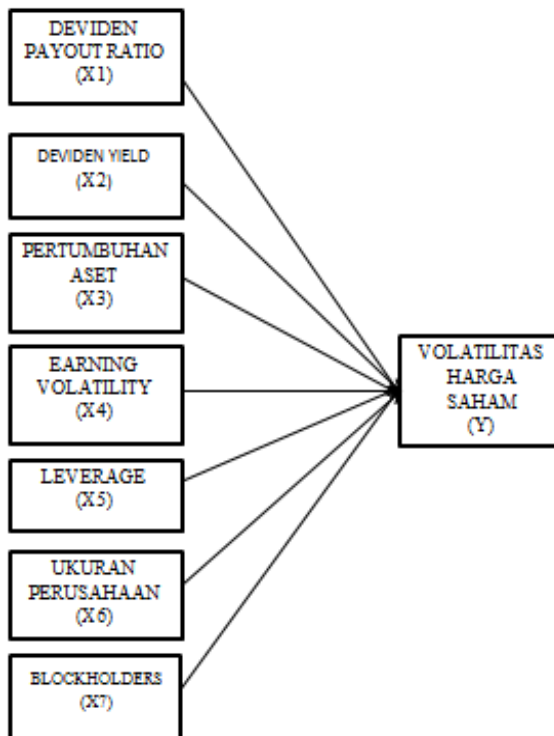 DEVIDEN
PAYOUT RATIO
(X1)
DEVIDEN YIELD
(X2)
PERTUMBUHAN
ASET
(X3)
EARNING
VOLATILITY
(X4)
LEVERAGE
(X5)
UKURAN
PERUSAHAAN
(X6)
BLOCKHOLDERS
(X7)
VOLATILITAS
HARGA
SAHAM
(Y)